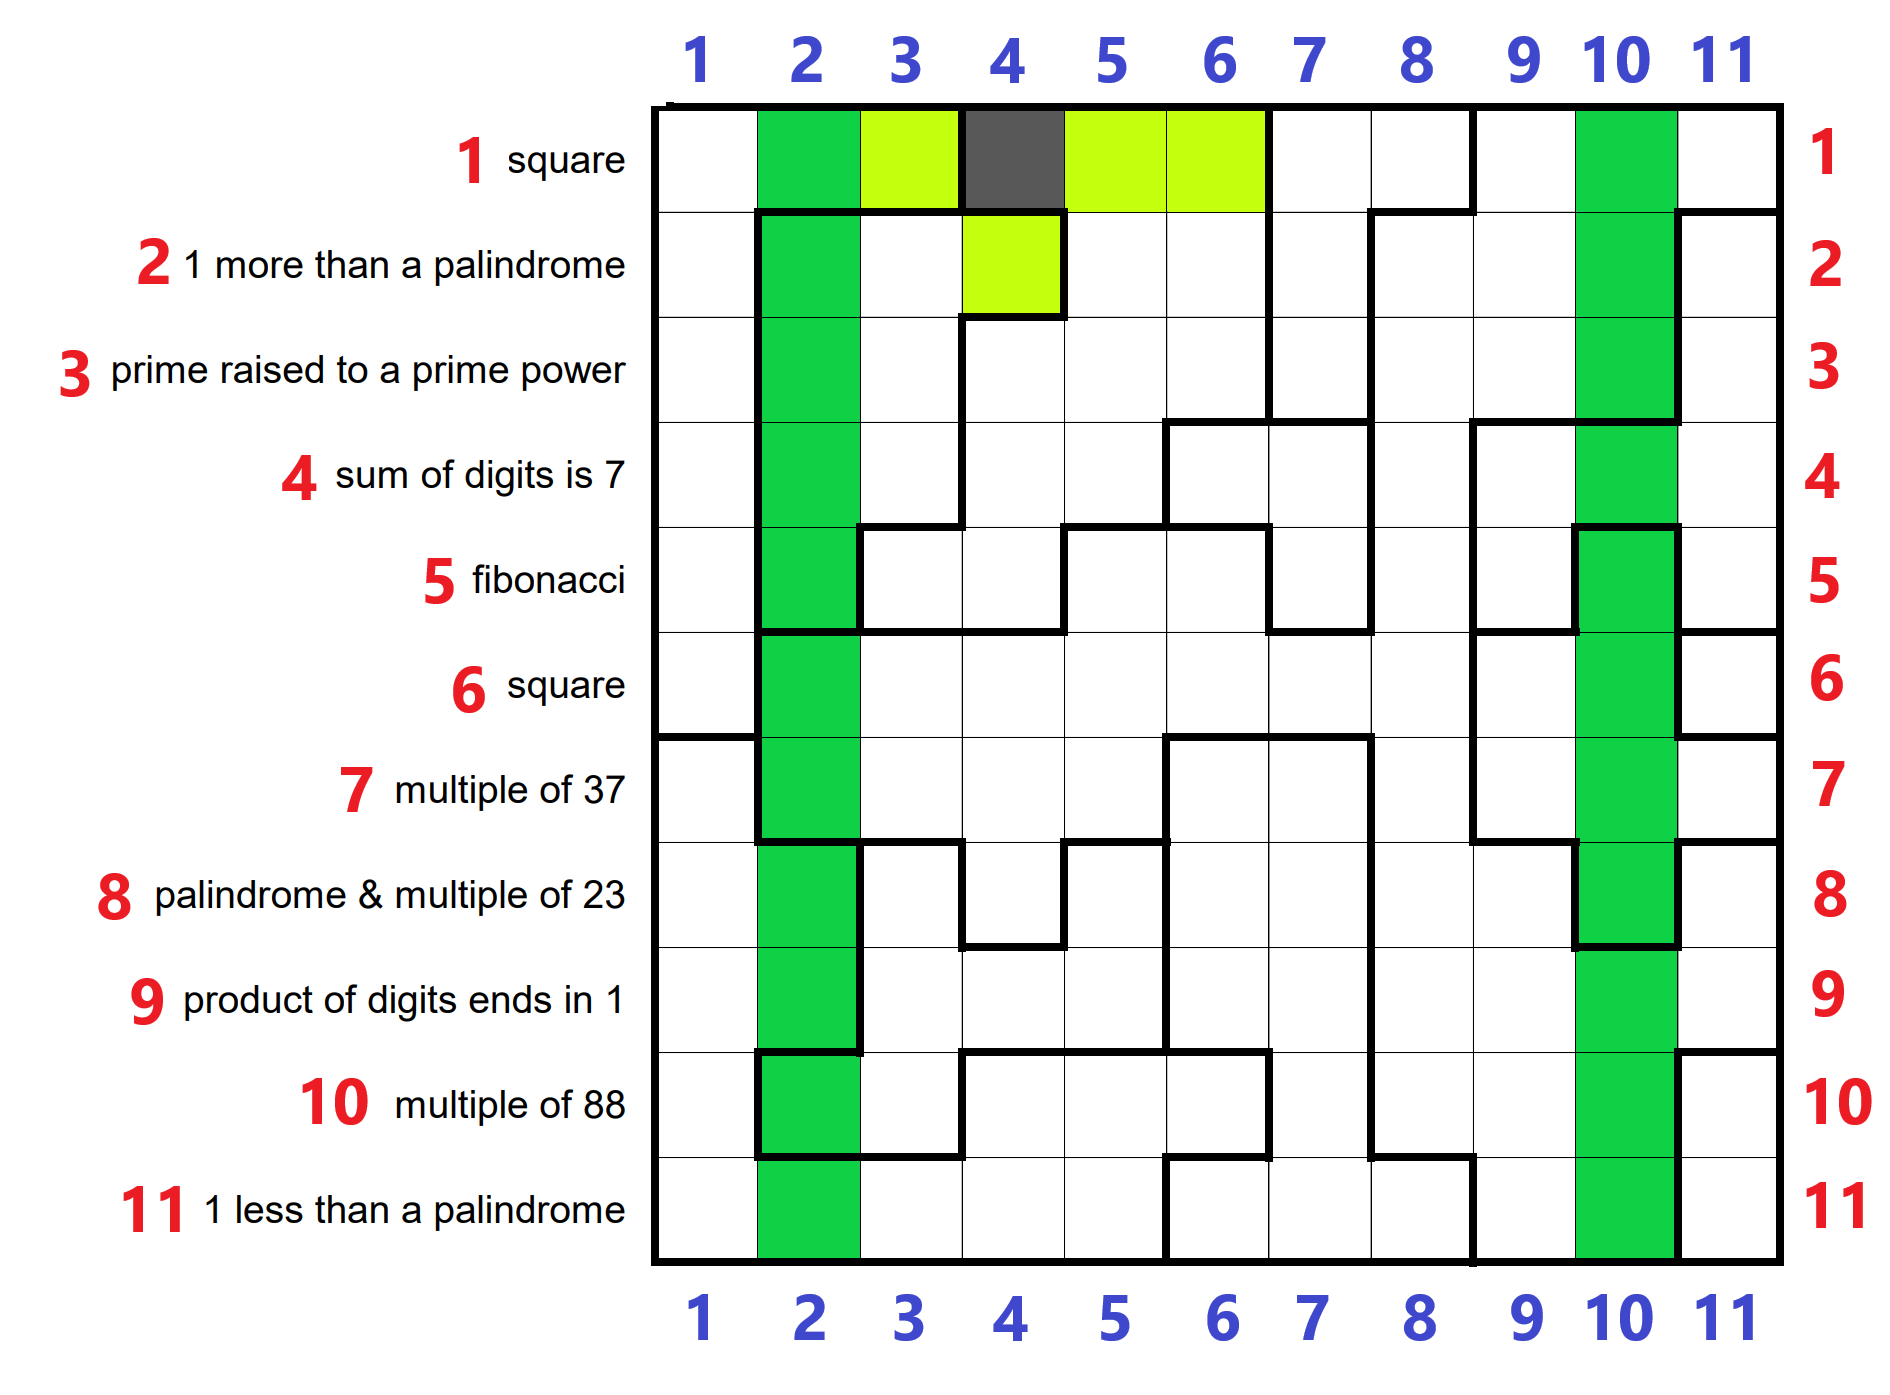 1 2 3 4 5 6 7 8 9 10 11
1 square 1
2 1 more than a palindrome 2
3 prime raised to a prime power 3
4 sum of digits is 7 4
5 fibonacci 5
6 square 6
7 multiple of 37 7
8 palindrome & multiple of 23 8
9 product of digits ends in 1 9
10 multiple of 88 10
11 1 less than a palindrome 11
1 2 3 4 5 6 7 8 9 10 11